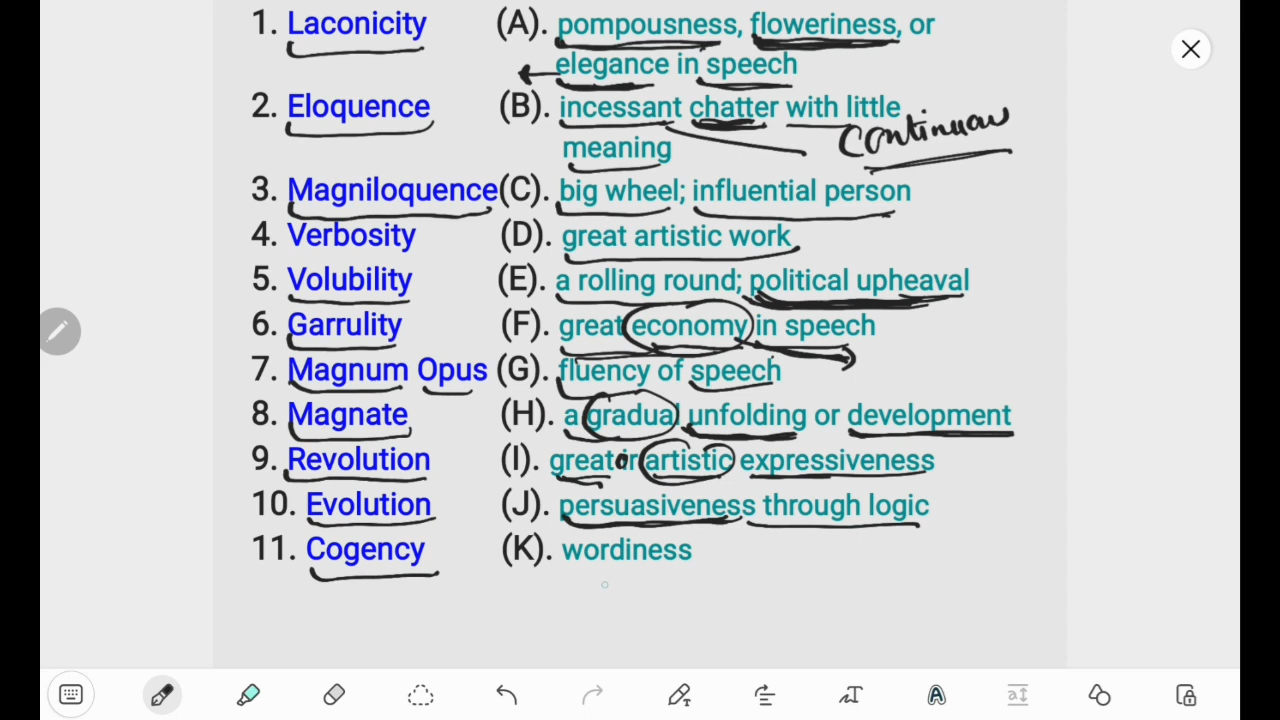 1. Laconicity (A). pompousness, floweriness, or
elegance in speech
2. Eloquence (B). incessant chatter with little
meaning
Continuous
3. Magniloquence (C). big wheel; influential person
4. Verbosity (D). great artistic work
5. Volubility (E). a rolling round; political upheaval
6. Garrulity (F). great economy in speech
7. Magnum Opus (G). fluency of speech
8. Magnate (H). a gradual unfolding or development
9. Revolution (I). great or artistic expressiveness
10. Evolution (J). persuasiveness through logic
11. Cogency (K). wordiness